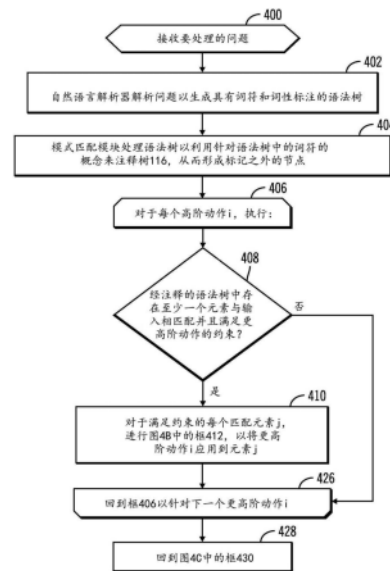 400
接收要处理的问题
402
自然语言解析器解析问题以生成具有词符和词性标注的语法树
404
模式匹配模块处理语法树以利用针对语法树中的词符的
概念来注释树116，从而形成标记之外的节点
406
对于每个高阶动作i，执行：
408
经注释的语法树中存
在至少一个元素与输
入相匹配并且满足更
高阶动作的约束？
否
是
410
对于满足约束的每个匹配元素j，
进行图4B中的框412，以将更高
阶动作i应用到元素j
426
回到框406以针对下一个更高阶动作i
428
回到图4C中的框430